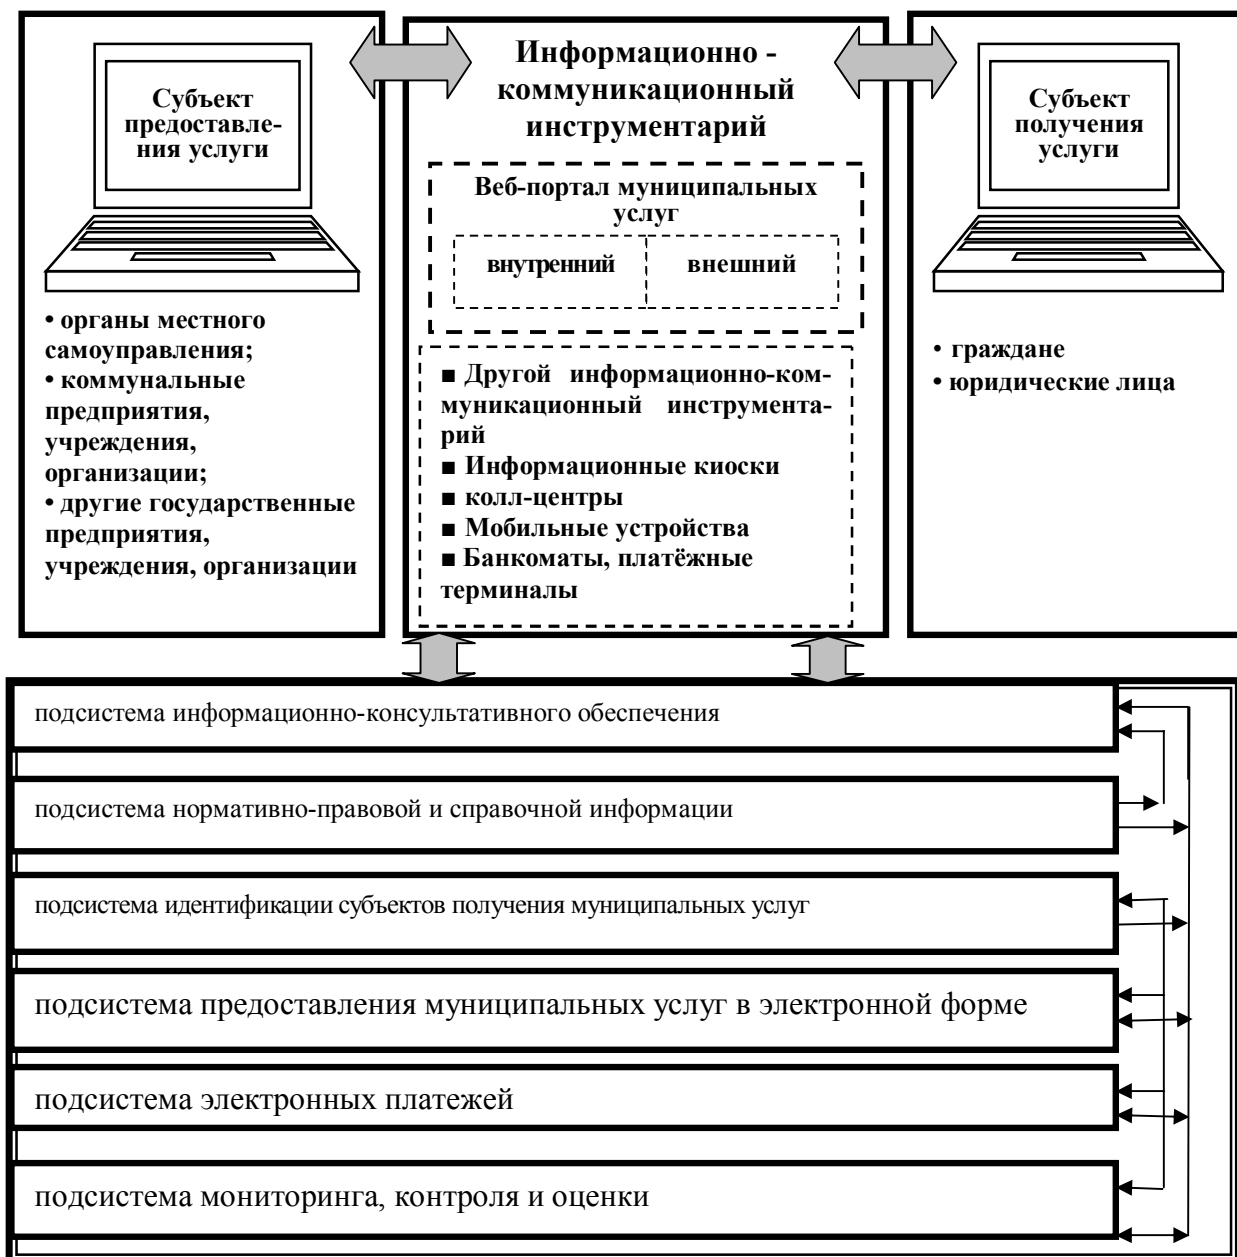 Субъект
предоставле-
ния услуги
• органы местного
самоуправления;
• коммунальные
предприятия,
учреждения,
организации;
• другие государственные
предприятия,
учреждения, организации
Информационно -
коммуникационный
инструментарий
Веб-портал муниципальных
услуг
внутренний
внешний
■ Другой информационно-ком-
муникационный инструмента-
рий
■ Информационные киоски
■ колл-центры
■ Мобильные устройства
■ Банкоматы, платёжные
терминалы
Субъект
получения
услуги
• граждане
• юридические лица
подсистема информационно-консультативного обеспечения
подсистема нормативно-правовой и справочной информации
подсистема идентификации субъектов получения муниципальных услуг
подсистема предоставления муниципальных услуг в электронной форме
подсистема электронных платежей
подсистема мониторинга, контроля и оценки